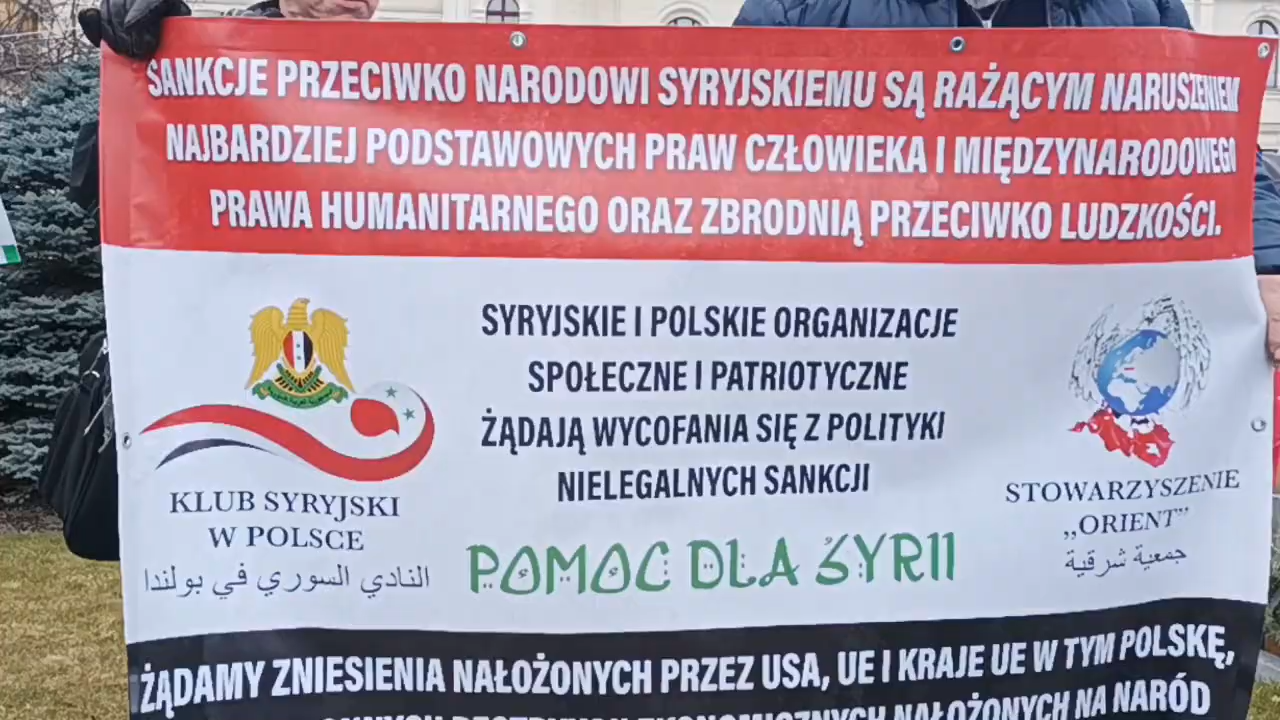 SANKCJE PRZECIWKO NARODOWI SYRYJSKIEMU SĄ RAŻĄCYM NARUSZENIEM
NAJBARDZIEJ PODSTAWOWYCH PRAW CZŁOWIEKA I MIĘDZYNARODOWEGO
PRAWA HUMANITARNEGO ORAZ ZBRODNIĄ PRZECIWKO LUDZKOŚCI.
SYRYJSKIE I POLSKIE ORGANIZACJE
SPOŁECZNE I PATRIOTYCZNE
ŻĄDAJĄ WYCOFANIA SIĘ Z POLITYKI
NIELEGALNYCH SANKCJI
POMOC DLA SYRII
KLUB SYRYJSKI
W POLSCE
النادي السوري في بولندا
STOWARZYSZENIE
„ORIENT”
جمعية شرقية
ŻĄDAMY ZNIESIENIA NAŁOŻONYCH PRZEZ USA, UE I KRAJE UE W TYM POLSKĘ,
EKONOMICZNYCH NAŁOŻONYCH NA NARÓD